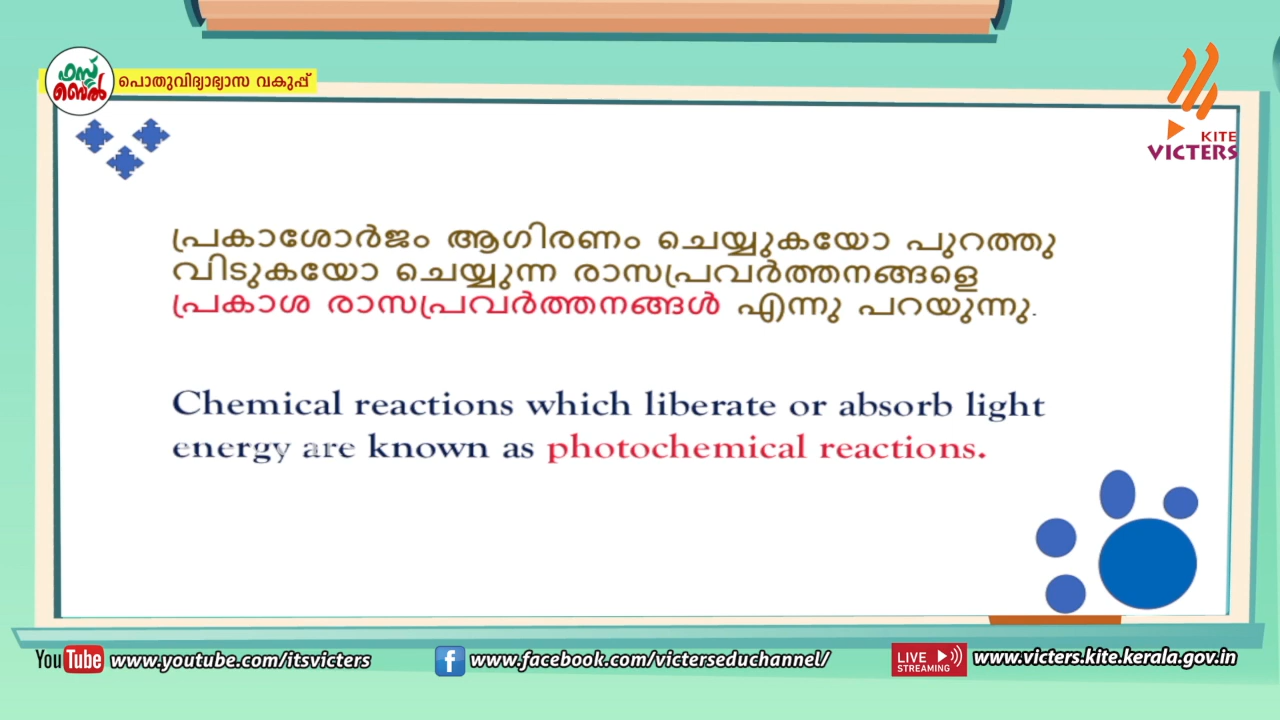 ഫസ്റ്റ്
ബെൽ
പൊതുവിദ്യാഭ്യാസ വകുപ്പ്
KITE
VICTERS
പ്രകാശോർജം ആഗിരണം ചെയ്യുകയോ പുറത്തു
വിടുകയോ ചെയ്യുന്ന രാസപ്രവർത്തനങ്ങളെ
പ്രകാശ രാസപ്രവർത്തനങ്ങൾ എന്നു പറയുന്നു.
Chemical reactions which liberate or absorb light
energy are known as photochemical reactions.
YouTube www.youtube.com/itsvicters
f www.facebook.com/victerseduchannel/
LIVE STREAMING www.victers.kite.kerala.gov.in